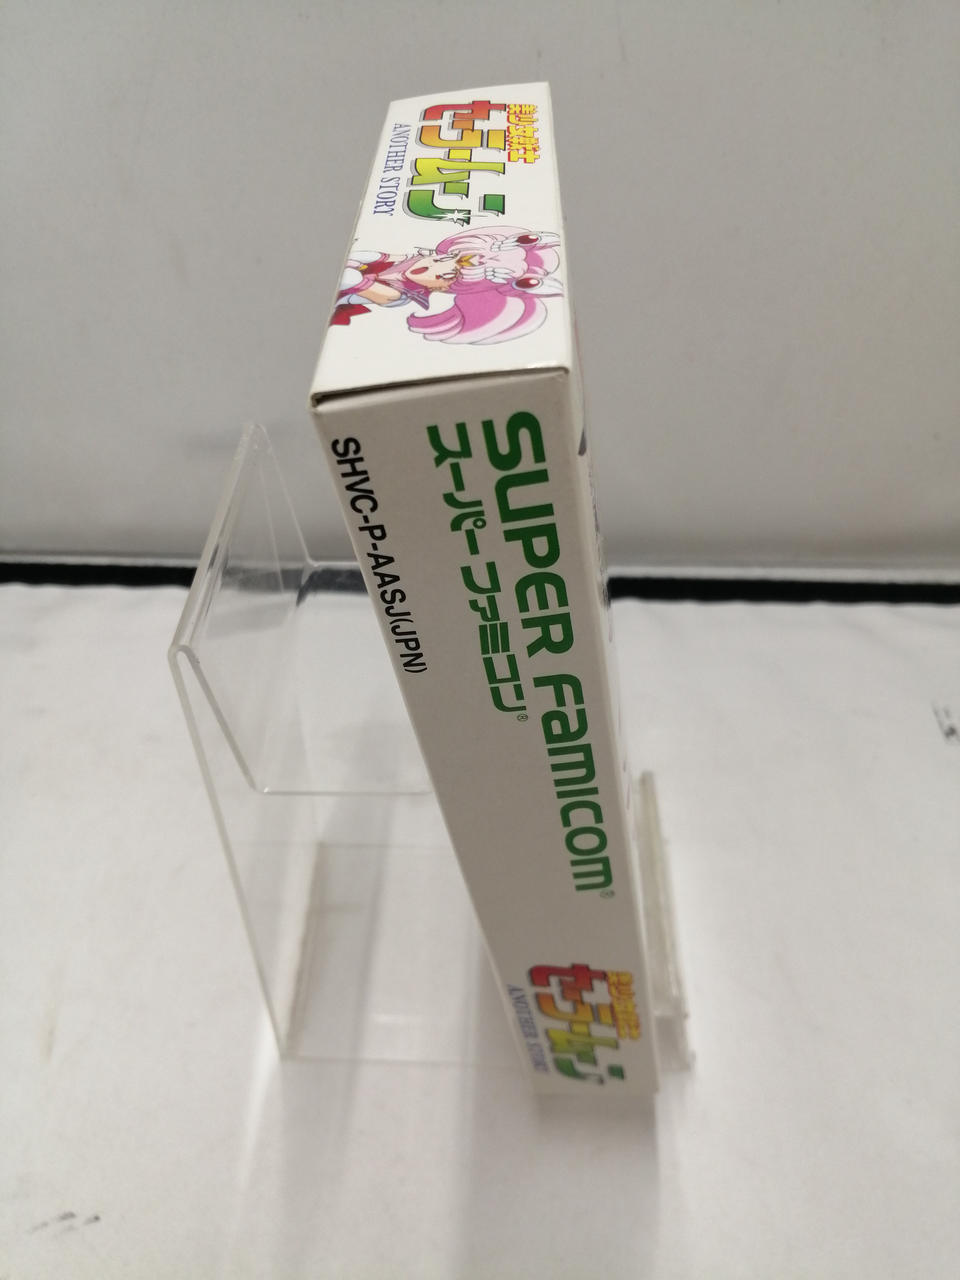 美少女戦士
セーラームーン
ANOTHER STORY
SUPER FAMICOM®
スーパーファミコン®
SHVC-P-AASJ(JPN)
美少女戦士
セーラームーン
ANOTHER STORY